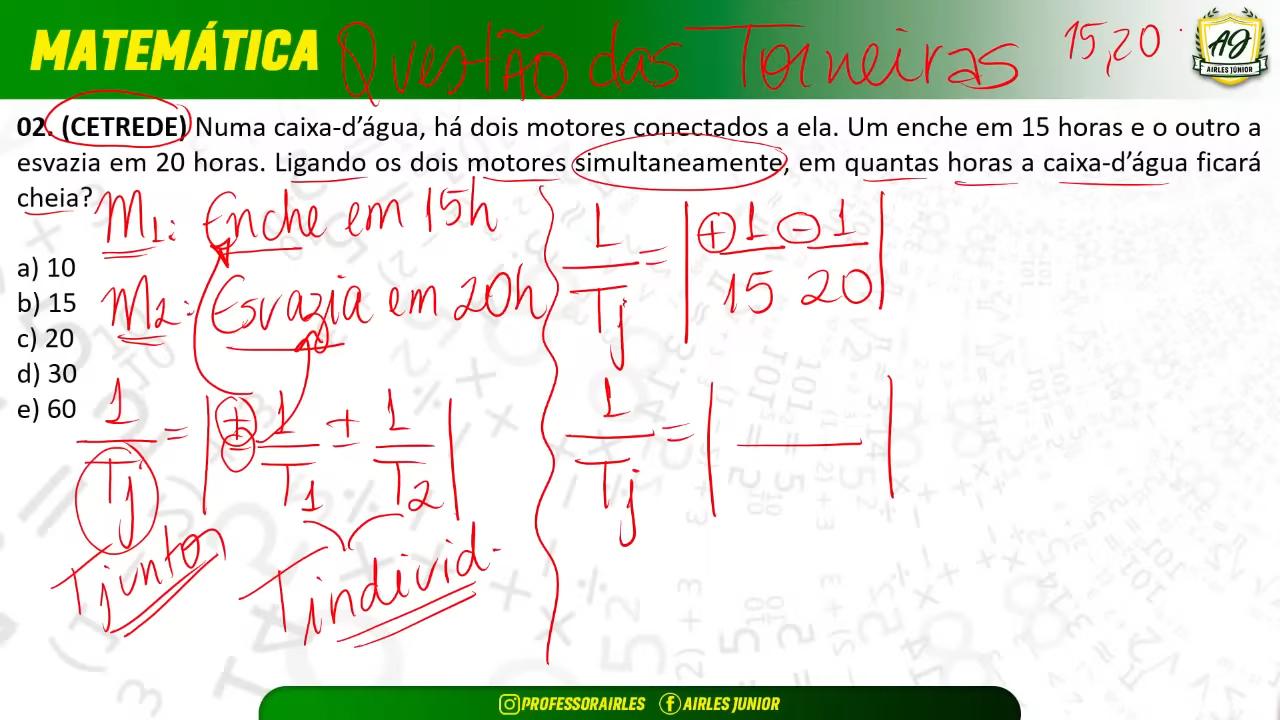 MATEMÁTICA Questão das Torneiras 15,20
AJ
AIRLES JÚNIOR
02. (CETREDE) Numa caixa-d’água, há dois motores conectados a ela. Um enche em 15 horas e o outro a
esvazia em 20 horas. Ligando os dois motores simultaneamente, em quantas horas a caixa-d’água ficará
cheia?
M1: Enche em 15h
M2: Esvazia em 20h
a) 10
b) 15
c) 20
d) 30
e) 60
1/Tj = | ± 1/T1 ± 1/T2 |
Tjuntos
Tindivid.
1/Tj = | + 1/15 - 1/20 |
1/Tj = | |
PROFESSORAIRLES AIRLES JUNIOR